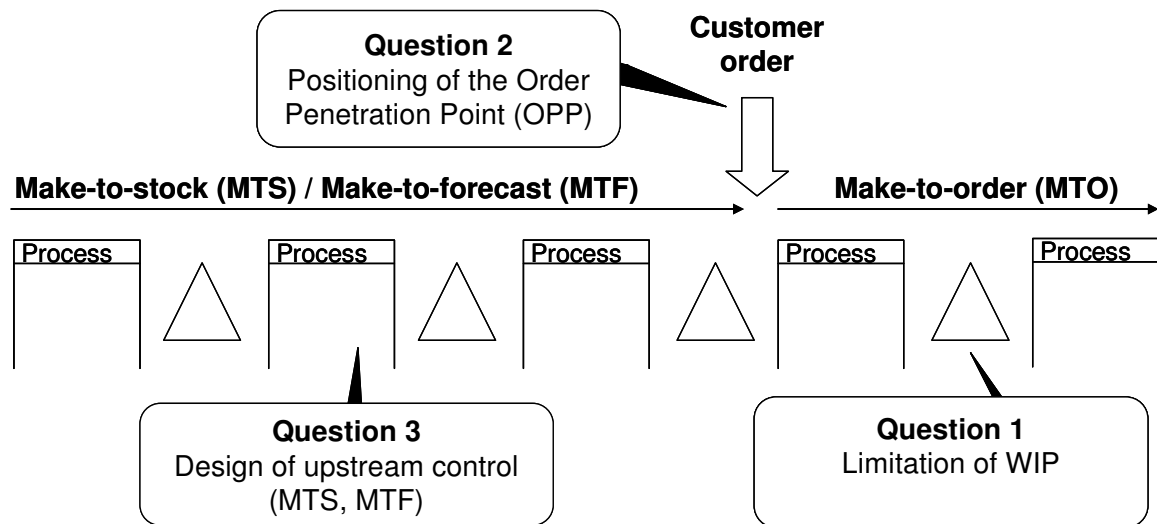 Question 2
Positioning of the Order
Penetration Point (OPP)
Customer
order
Make-to-stock (MTS) / Make-to-forecast (MTF)
Make-to-order (MTO)
Process
Process
Process
Process
Process
Question 3
Design of upstream control
(MTS, MTF)
Question 1
Limitation of WIP